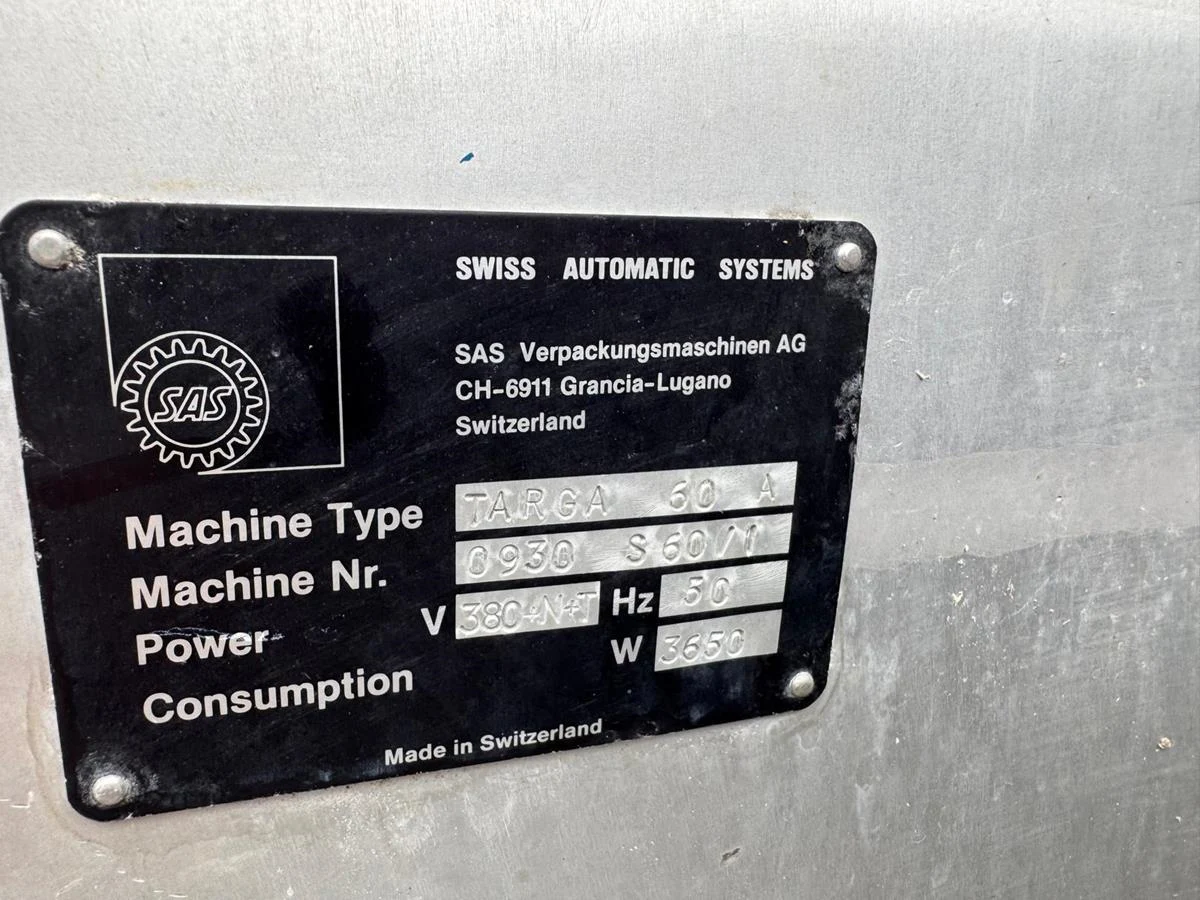 SAS
SWISS AUTOMATIC SYSTEMS
SAS Verpackungsmaschinen AG
CH-6911 Grancia-Lugano
Switzerland
Machine Type TARGA 60 A
Machine Nr. 0930 S60/1
Power V 380+N+T Hz 50
Consumption W 3650
Made in Switzerland